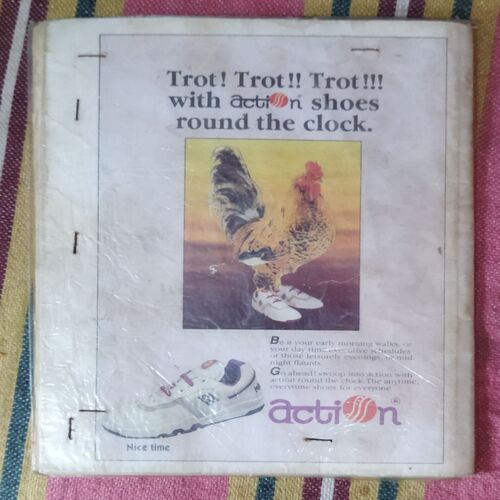 Trot! Trot!! Trot!!!
with action shoes
round the clock.
Be it your early morning walks, or
your day time executive schedules
or those leisurely evenings, or mid
night flaunts.
Go ahead! swoop into action with
action round the clock The anytime,
everytime shoes for everyone
action®
Nice time